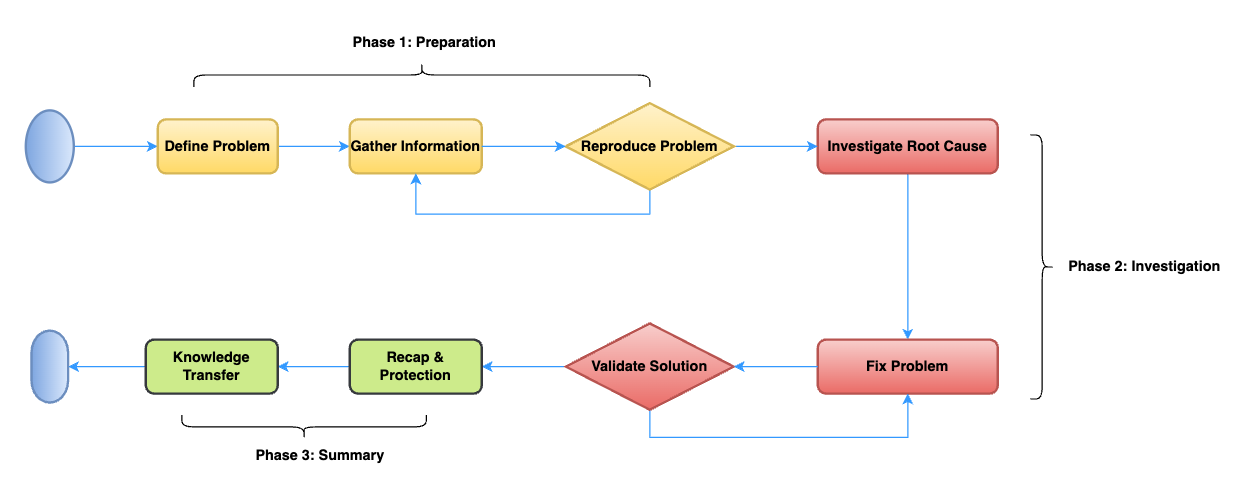 Phase 1: Preparation
Define Problem
Gather Information
Reproduce Problem
Investigate Root Cause
Phase 2: Investigation
Knowledge
Transfer
Recap &
Protection
Validate Solution
Fix Problem
Phase 3: Summary